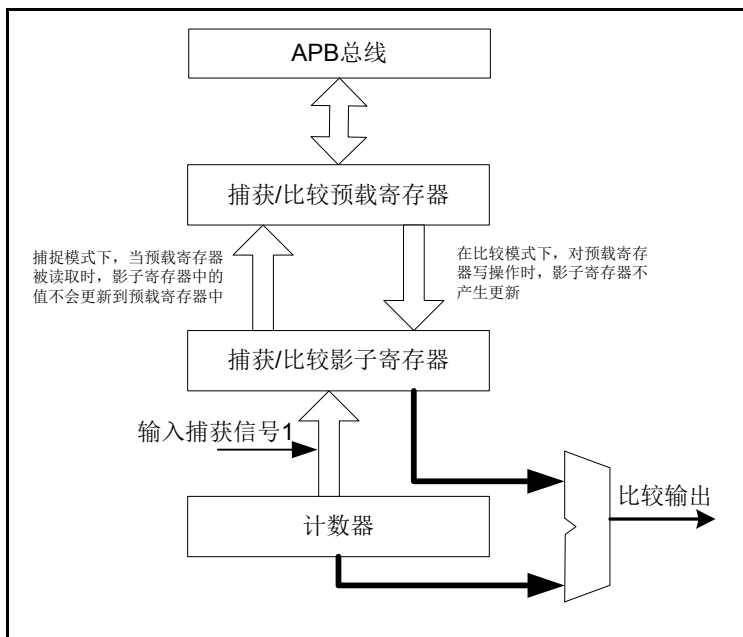 APB总线
捕获/比较预载寄存器
捕捉模式下，当预载寄存器
被读取时，影子寄存器中的
值不会更新到预载寄存器中
在比较模式下，对预载寄存
器写操作时，影子寄存器不
产生更新
捕获/比较影子寄存器
输入捕获信号1
计数器
比较输出